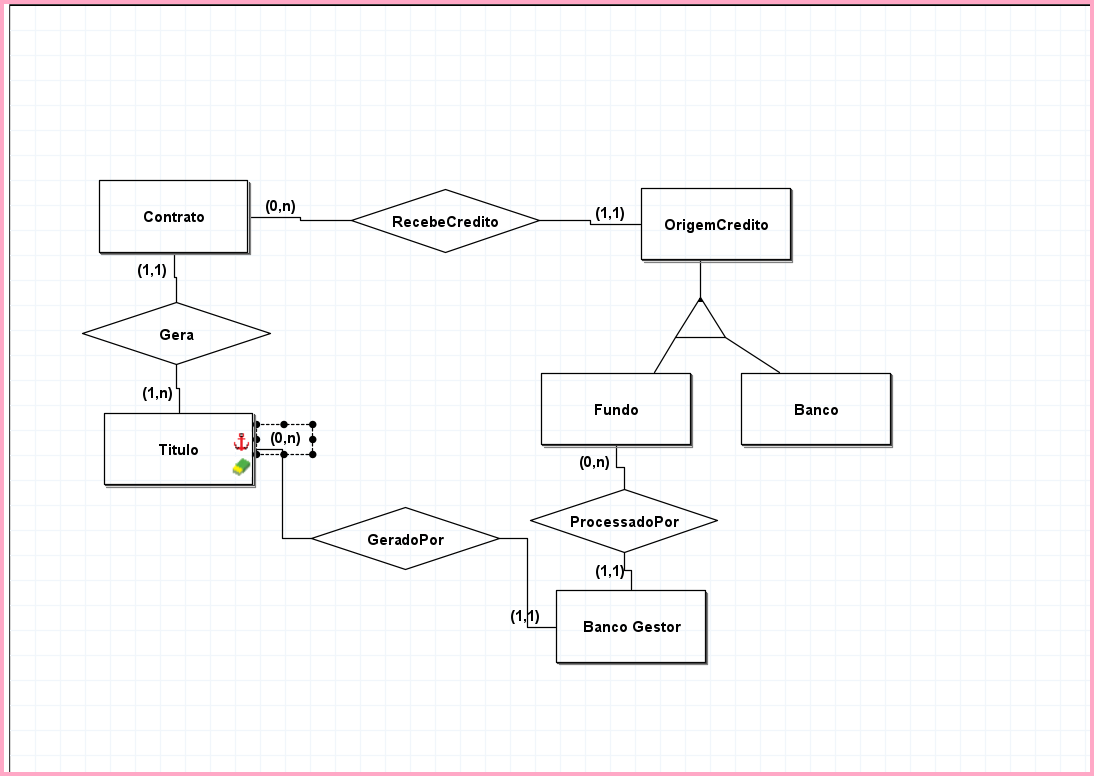 (0,n)
Contrato
RecebeCredito
(1,1)
OrigemCredito
(1,1)
Gera
(1,n)
Titulo
(0,n)
Fundo
Banco
(0,n)
GeradoPor
ProcessadoPor
(1,1)
(1,1)
Banco Gestor